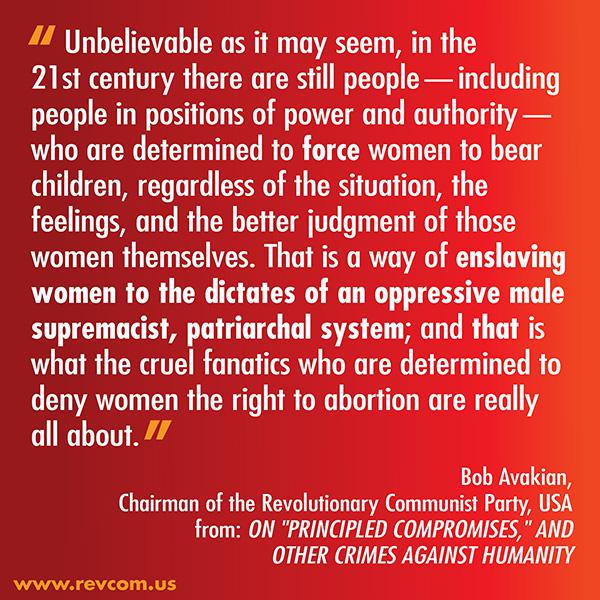 " Unbelievable as it may seem, in the
21st century there are still people — including
people in positions of power and authority —
who are determined to force women to bear
children, regardless of the situation, the
feelings, and the better judgment of those
women themselves. That is a way of enslaving
women to the dictates of an oppressive male
supremacist, patriarchal system; and that is
what the cruel fanatics who are determined to
deny women the right to abortion are really
all about. "
Bob Avakian,
Chairman of the Revolutionary Communist Party, USA
from: ON "PRINCIPLED COMPROMISES," AND
OTHER CRIMES AGAINST HUMANITY
www.revcom.us